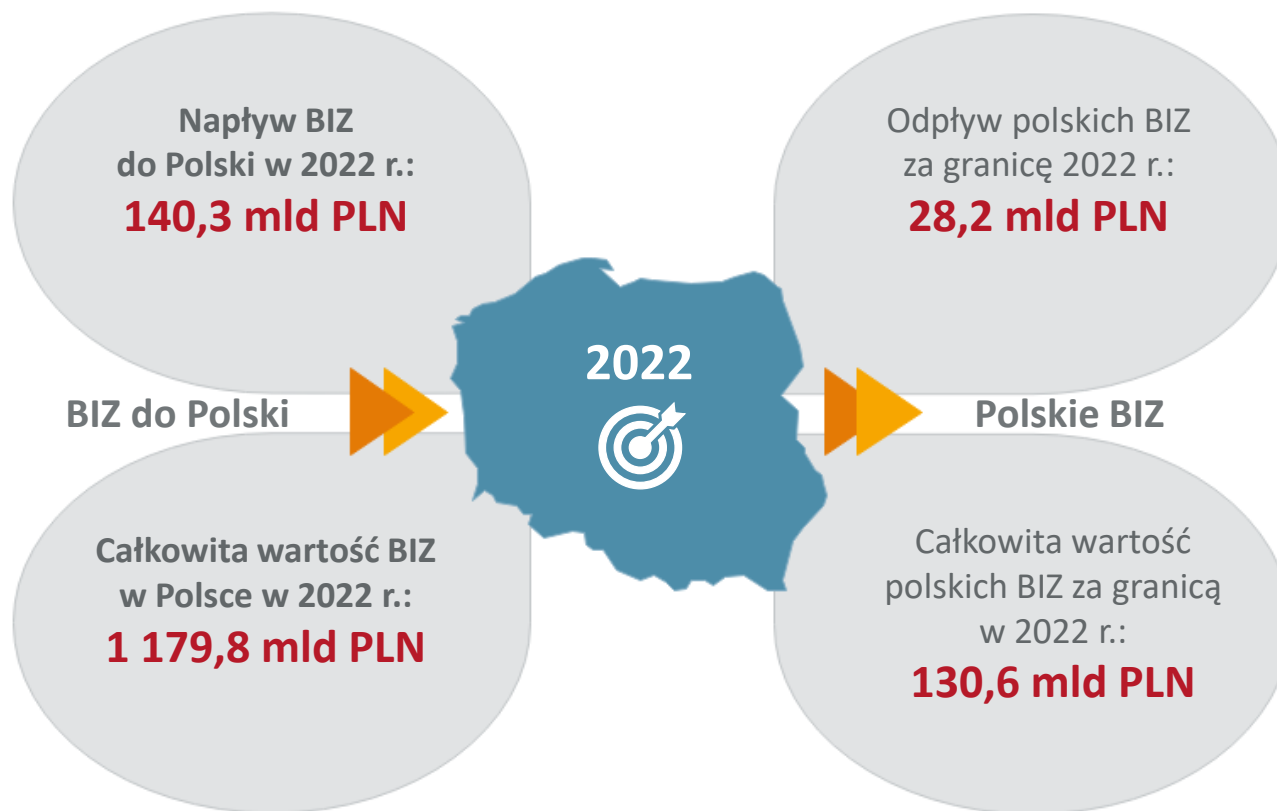 Napływ BIZ
do Polski w 2022 r.:
140,3 mld PLN
Odpływ polskich BIZ
za granicę 2022 r.:
28,2 mld PLN
2022
BIZ do Polski
Polskie BIZ
Całkowita wartość BIZ
w Polsce w 2022 r.:
1 179,8 mld PLN
Całkowita wartość
polskich BIZ za granicą
w 2022 r.:
130,6 mld PLN